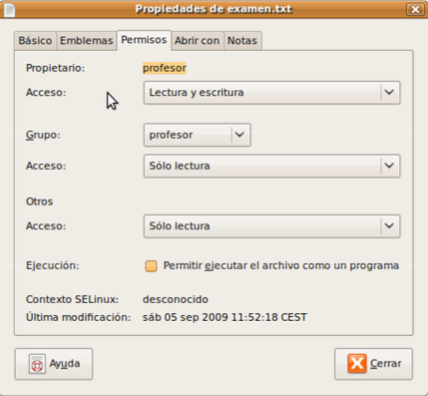 Propiedades de examen.txt
Básico Emblemas Permisos Abrir con Notas
Propietario: profesor
Acceso: Lectura y escritura
Grupo: profesor
Acceso: Sólo lectura
Otros
Acceso: Sólo lectura
Ejecución: Permitir ejecutar el archivo como un programa
Contexto SELinux: desconocido
Última modificación: sáb 05 sep 2009 11:52:18 CEST
Ayuda Cerrar